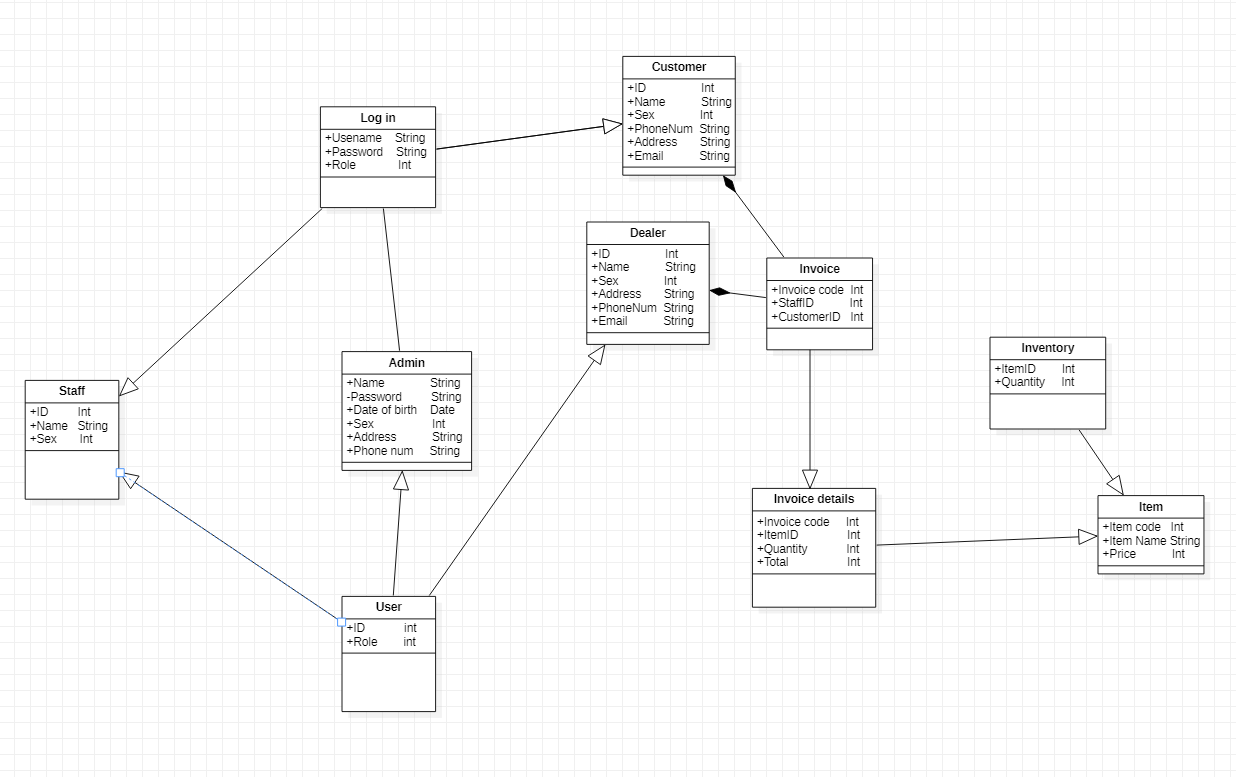 Customer
+ID Int
+Name String
+Sex Int
+PhoneNum String
+Address String
+Email String
Log in
+Usename String
+Password String
+Role Int
Dealer
+ID Int
+Name String
+Sex Int
+Address String
+PhoneNum String
+Email String
Invoice
+Invoice code Int
+StaffID Int
+CustomerID Int
Inventory
+ItemID Int
+Quantity Int
Admin
+Name String
-Password String
+Date of birth Date
+Sex Int
+Address String
+Phone num String
Staff
+ID Int
+Name String
+Sex Int
Invoice details
+Invoice code Int
+ItemID Int
+Quantity Int
+Total Int
Item
+Item code Int
+Item Name String
+Price Int
User
+ID int
+Role int